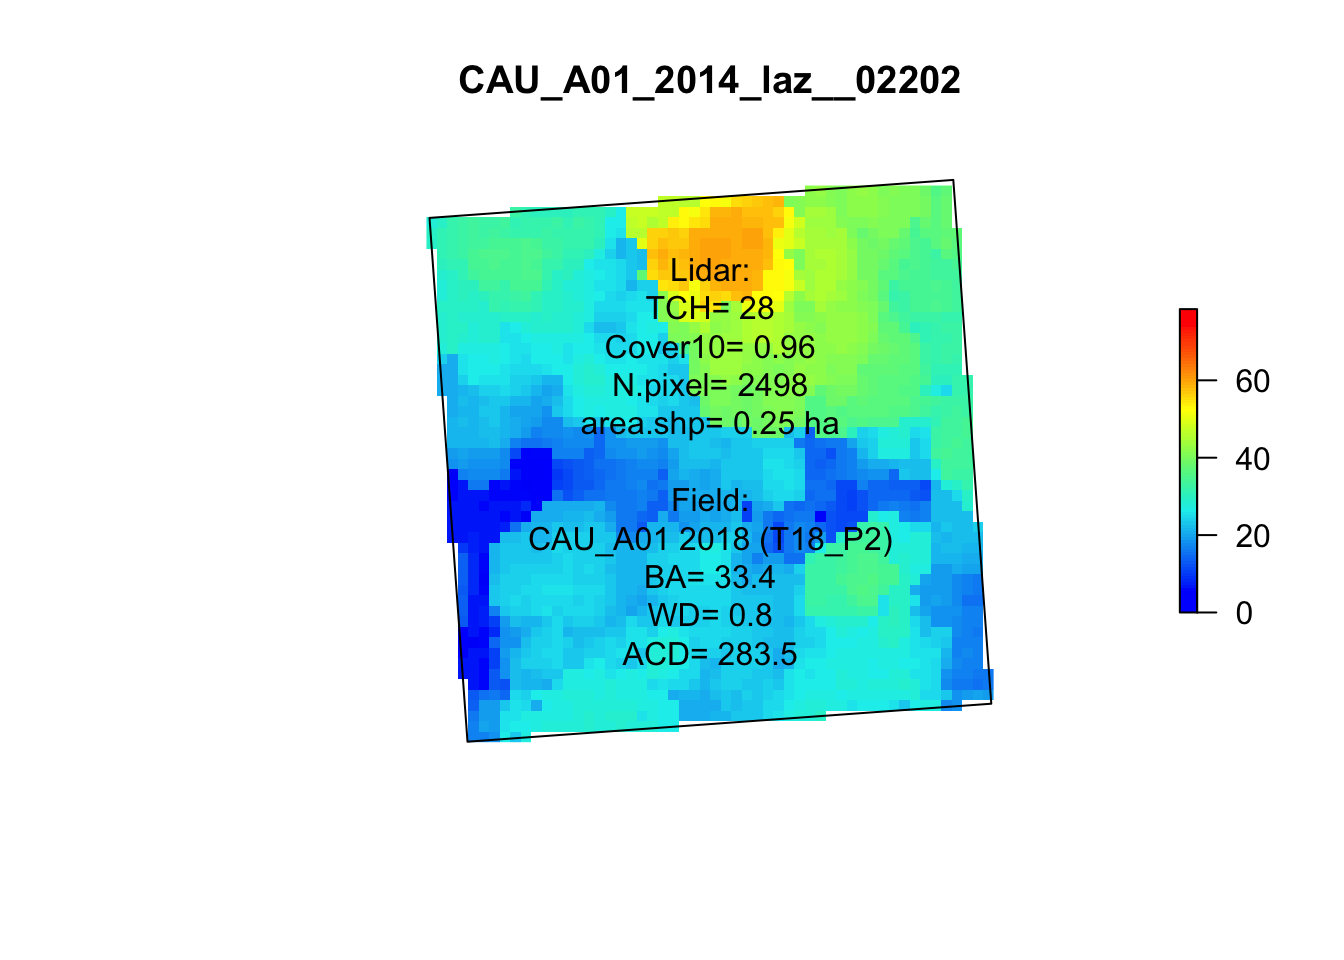 CAU_A01_2014_laz__02202
Lidar:
TCH= 28
Cover10= 0.96
N.pixel= 2498
area.shp= 0.25 ha
Field:
CAU_A01 2018 (T18_P2)
BA= 33.4
WD= 0.8
ACD= 283.5
60
40
20
0